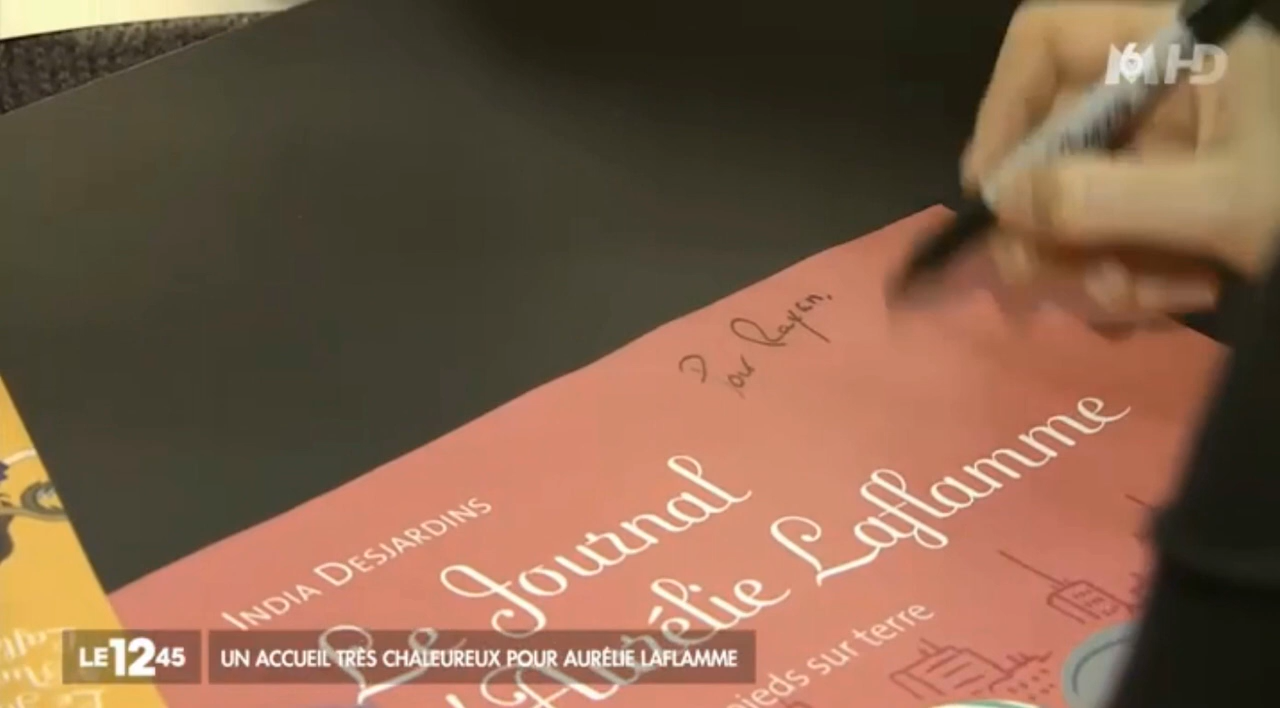 M6 HD
Pour Rayan.
INDIA DESJARDINS
Le Journal
d'Aurélie Laflamme
pieds sur terre
LE 12 45
UN ACCUEIL TRÈS CHALEUREUX POUR AURÉLIE LAFLAMME